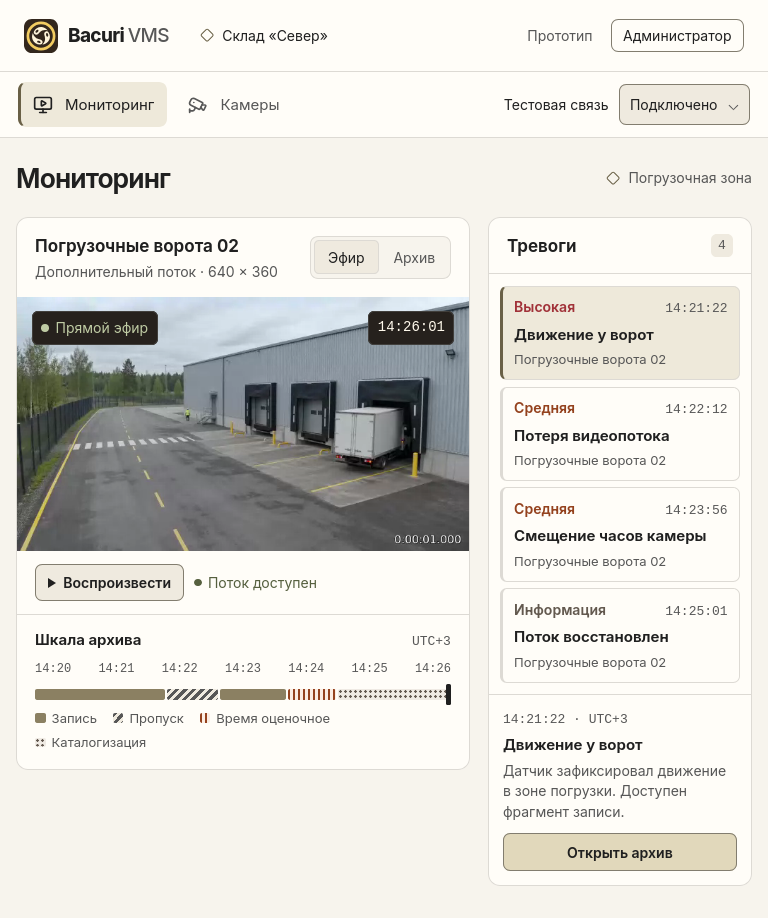 Bacuri VMS
Склад «Север»
Прототип
Администратор
Мониторинг
Камеры
Тестовая связь
Подключено
Мониторинг
Погрузочная зона
Погрузочные ворота 02
Дополнительный поток · 640 × 360
Эфир
Архив
Прямой эфир
14:26:01
0:00:01.000
Воспроизвести
Поток доступен
Шкала архива
UTC+3
14:20 14:21 14:22 14:23 14:24 14:25 14:26
Запись
Пропуск
Время оценочное
Каталогизация
Тревоги
4
Высокая 14:21:22
Движение у ворот
Погрузочные ворота 02
Средняя 14:22:12
Потеря видеопотока
Погрузочные ворота 02
Средняя 14:23:56
Смещение часов камеры
Погрузочные ворота 02
Информация 14:25:01
Поток восстановлен
Погрузочные ворота 02
14:21:22 · UTC+3
Движение у ворот
Датчик зафиксировал движение
в зоне погрузки. Доступен
фрагмент записи.
Открыть архив